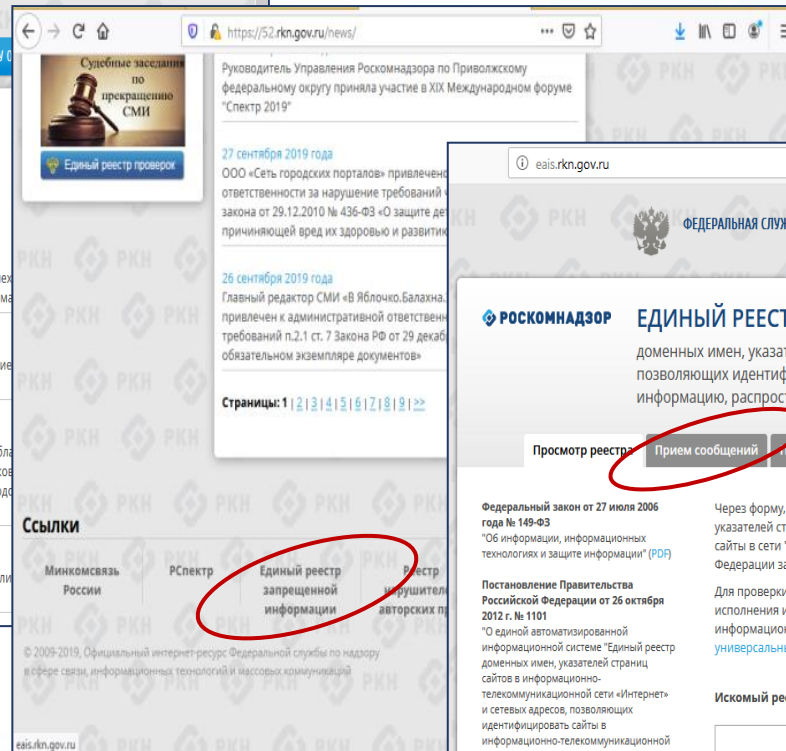 https://52.rkn.gov.ru/news/
Судебные заседания
по
прекращению
СМИ
Единый реестр проверок
Руководитель Управления Роскомнадзора по Приволжскому
федеральному округу приняла участие в XIX Международном форуме
"Спектр 2019"
27 сентября 2019 года
ООО «Сеть городских порталов» привлечено
ответственности за нарушение требований
закона от 29.12.2010 № 436-ФЗ «О защите де
причиняющей вред их здоровью и развити
26 сентября 2019 года
Главный редактор СМИ «В Яблочко.Балахна.
привлечен к административной ответственн
требований п.2.1 ст. 7 Закона РФ от 29 декаб
обязательном экземпляре документов»
Страницы: 1 | 2 | 3 | 4 | 5 | 6 | 7 | 8 | 9 | >>
Ссылки
Минкомсвязь
России
РСпектр
Единый реестр
запрещенной
информации
Реестр
нарушител
авторских п
© 2009-2019, Официальный интернет-ресурс Федеральной службы по надзору
в сфере связи, информационных технологий и массовых коммуникаций
eais.rkn.gov.ru
eais.rkn.gov.ru
ФЕДЕРАЛЬНАЯ СЛУЖ
РОСКОМНАДЗОР
ЕДИНЫЙ РЕЕСТ
доменных имен, указат
позволяющих идентиф
информацию, распрост
Просмотр реестра
Прием сообщений
Федеральный закон от 27 июля 2006
года № 149-ФЗ
"Об информации, информационных
технологиях и защите информации" (PDF)
Постановление Правительства
Российской Федерации от 26 октября
2012 г. № 1101
"О единой автоматизированной
информационной системе "Единый реестр
доменных имен, указателей страниц
сайтов в информационно-
телекоммуникационной сети «Интернет»
и сетевых адресов, позволяющих
идентифицировать сайты в
информационно-телекоммуникационной
Через форму,
указателей ст
сайты в сети "
Федерации за
Для проверки
исполнения и
информацион
универсальн
Искомый рес